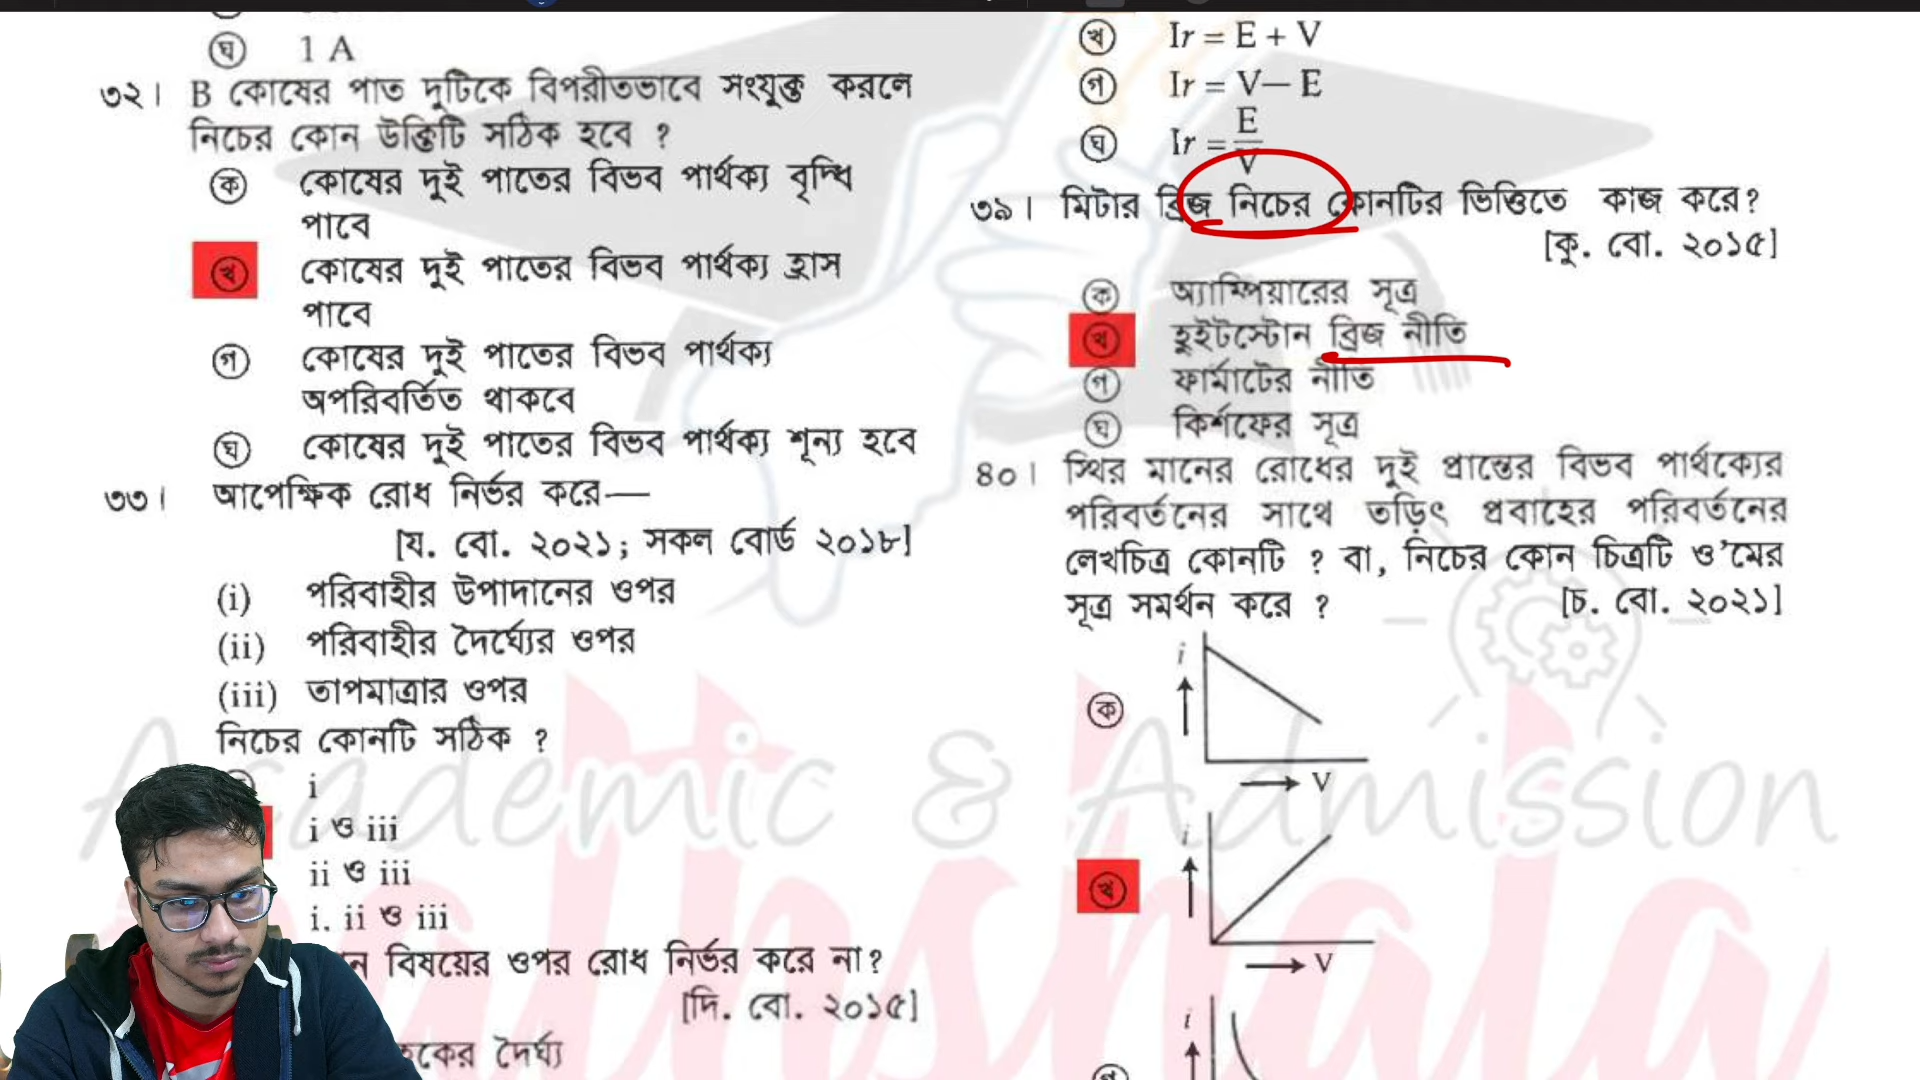 ঘ 1 A
৩২। B কোষের পাত দুটিকে বিপরীতভাবে সংযুক্ত করলে
নিচের কোন উক্তিটি সঠিক হবে ?
ক কোষের দুই পাতের বিভব পার্থক্য বৃদ্ধি
পাবে
খ কোষের দুই পাতের বিভব পার্থক্য হ্রাস
পাবে
গ কোষের দুই পাতের বিভব পার্থক্য
অপরিবর্তিত থাকবে
ঘ কোষের দুই পাতের বিভব পার্থক্য শূন্য হবে
৩৩। আপেক্ষিক রোধ নির্ভর করে—
[য. বো. ২০২১; সকল বোর্ড ২০১৮]
(i) পরিবাহীর উপাদানের ওপর
(ii) পরিবাহীর দৈর্ঘ্যের ওপর
(iii) তাপমাত্রার ওপর
নিচের কোনটি সঠিক ?
i
i ও iii
ii ও iii
i. ii ও iii
বিষয়ের ওপর রোধ নির্ভর করে না?
[দি. বো. ২০১৫]
দৈর্ঘ্য
খ Ir = E + V
গ Ir = V— E
ঘ Ir = E/V
৩৯। মিটার ব্রিজ নিচের কোনটির ভিত্তিতে কাজ করে?
[কু. বো. ২০১৫]
ক অ্যাম্পিয়ারের সূত্র
খ হুইটস্টোন ব্রিজ নীতি
গ ফার্মাটের নীতি
ঘ কির্শফের সূত্র
৪০। স্থির মানের রোধের দুই প্রান্তের বিভব পার্থক্যের
পরিবর্তনের সাথে তড়িৎ প্রবাহের পরিবর্তনের
লেখচিত্র কোনটি ? বা, নিচের কোন চিত্রটি ও’মের
সূত্র সমর্থন করে ? [চ. বো. ২০২১]
i
ক
V
i
খ
V
i
গ
Academic & Admission